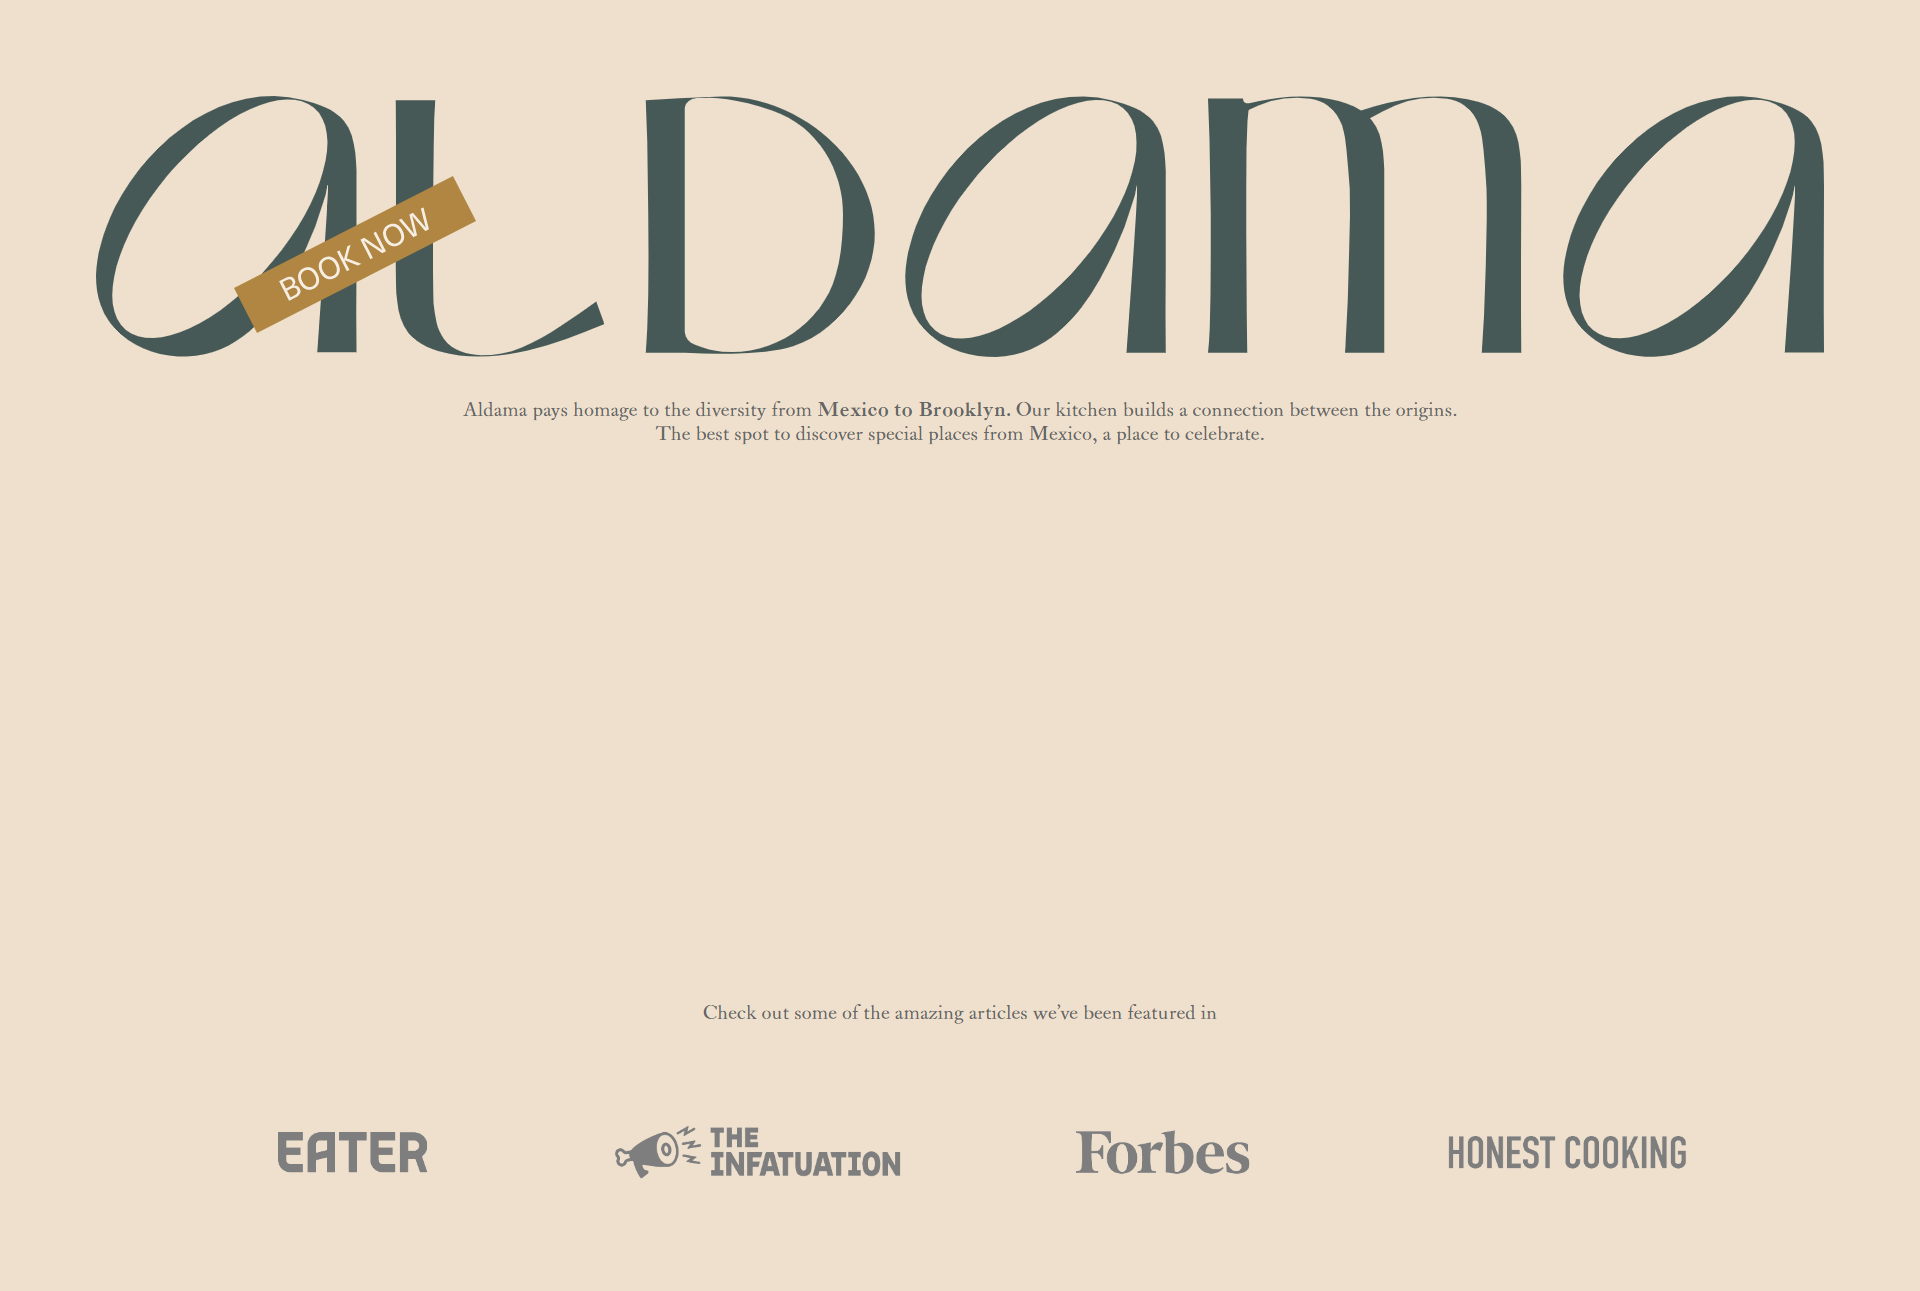 aLDama
BOOK NOW
Aldama pays homage to the diversity from Mexico to Brooklyn. Our kitchen builds a connection between the origins.
The best spot to discover special places from Mexico, a place to celebrate.
Check out some of the amazing articles we’ve been featured in
EATER
THE
INFATUATION
Forbes
HONEST COOKING